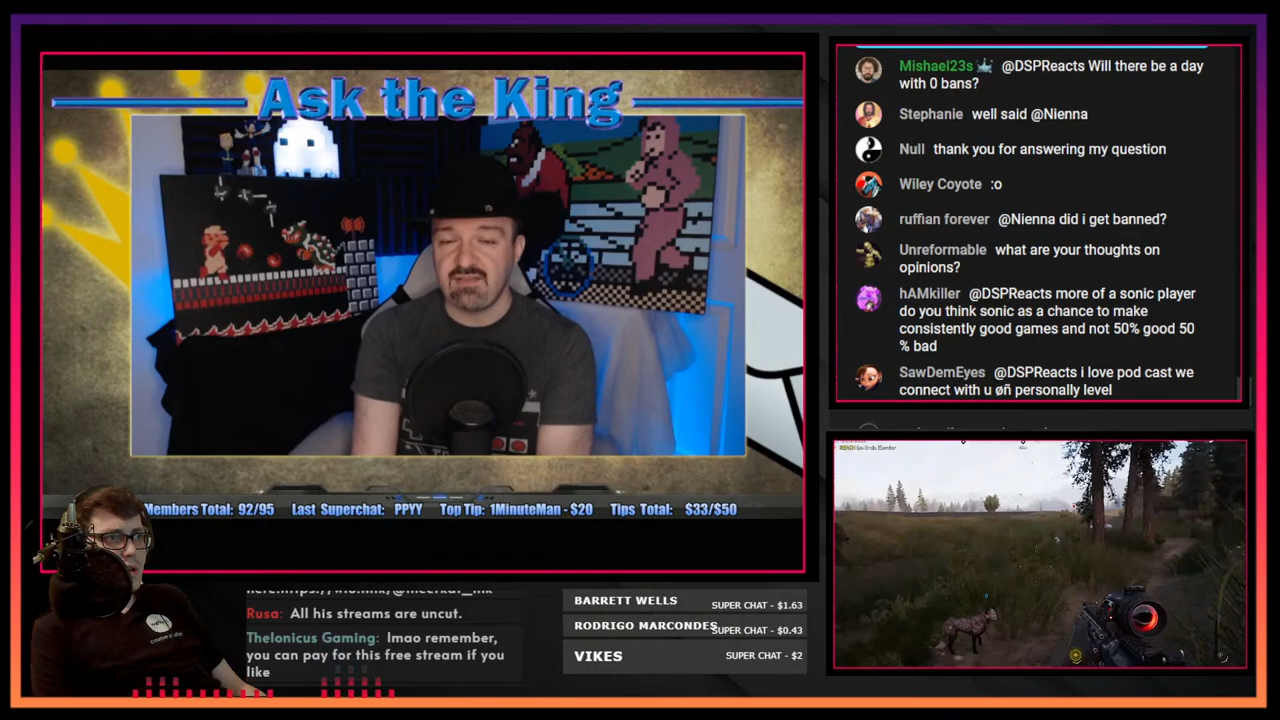 Ask the King
Members Total: 92/95 Last Superchat: PPYY Top Tip: 1MinuteMan - $20 Tips Total: $33/$50
Mishael23s @DSPReacts Will there be a day
with 0 bans?
Stephanie well said @Nienna
Null thank you for answering my question
Wiley Coyote :o
ruffian forever @Nienna did i get banned?
Unreformable what are your thoughts on
opinions?
hAMkiller @DSPReacts more of a sonic player
do you think sonic as a chance to make
consistently good games and not 50% good 50
% bad
SawDemEyes @DSPReacts i love pod cast we
connect with u øñ personally level
Rusa: All his streams are uncut.
Thelonicus Gaming: lmao remember,
you can pay for this free stream if you
like
BARRETT WELLS SUPER CHAT - $1.63
RODRIGO MARCONDES SUPER CHAT - $0.43
VIKES SUPER CHAT - $2